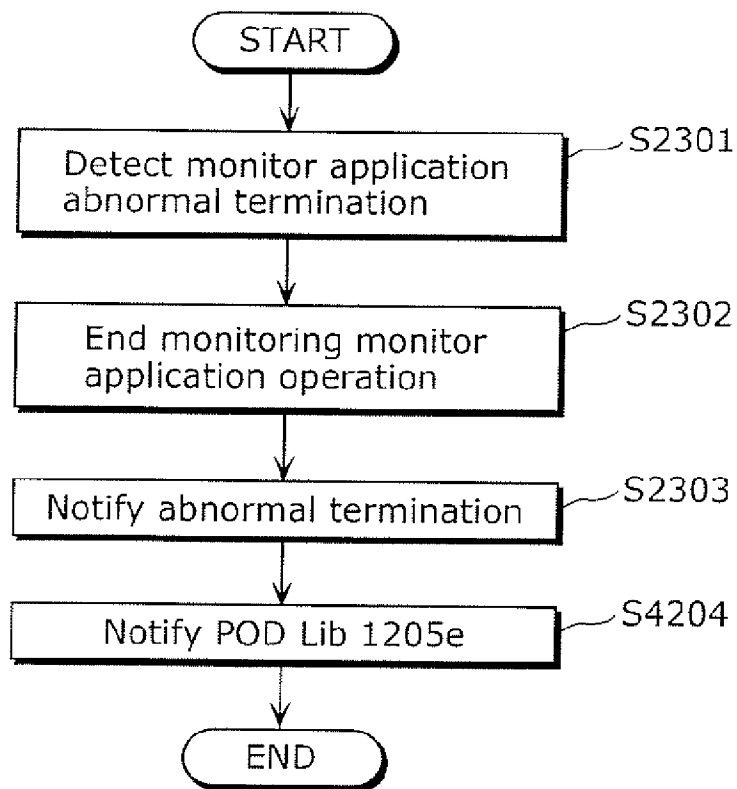 START
Detect monitor application
abnormal termination
S2301
End monitoring monitor
application operation
S2302
Notify abnormal termination
S2303
Notify POD Lib 1205e
S4204
END